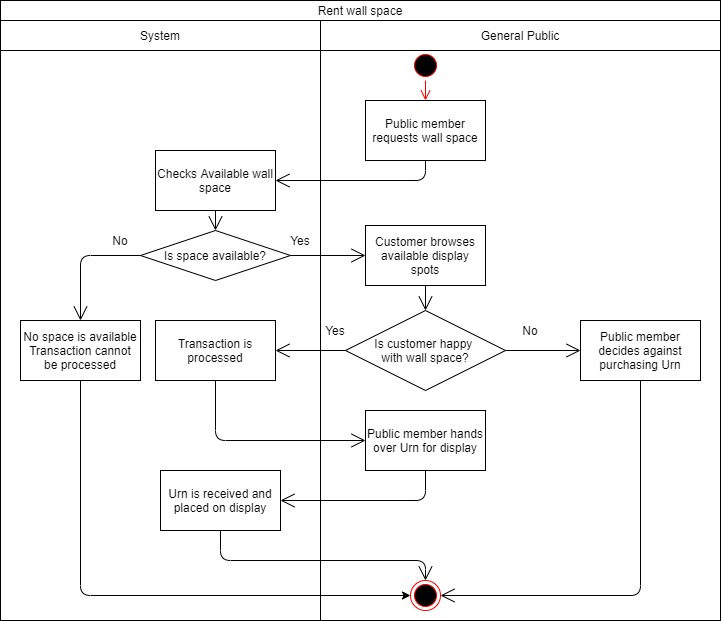 Rent wall space
System
General Public
Public member
requests wall space
Checks Available wall
space
No
Is space available?
Yes
Customer browses
available display
spots
No space is available
Transaction cannot
be processed
Transaction is
processed
Yes
Is customer happy
with wall space?
No
Public member
decides against
purchasing Urn
Public member hands
over Urn for display
Urn is received and
placed on display